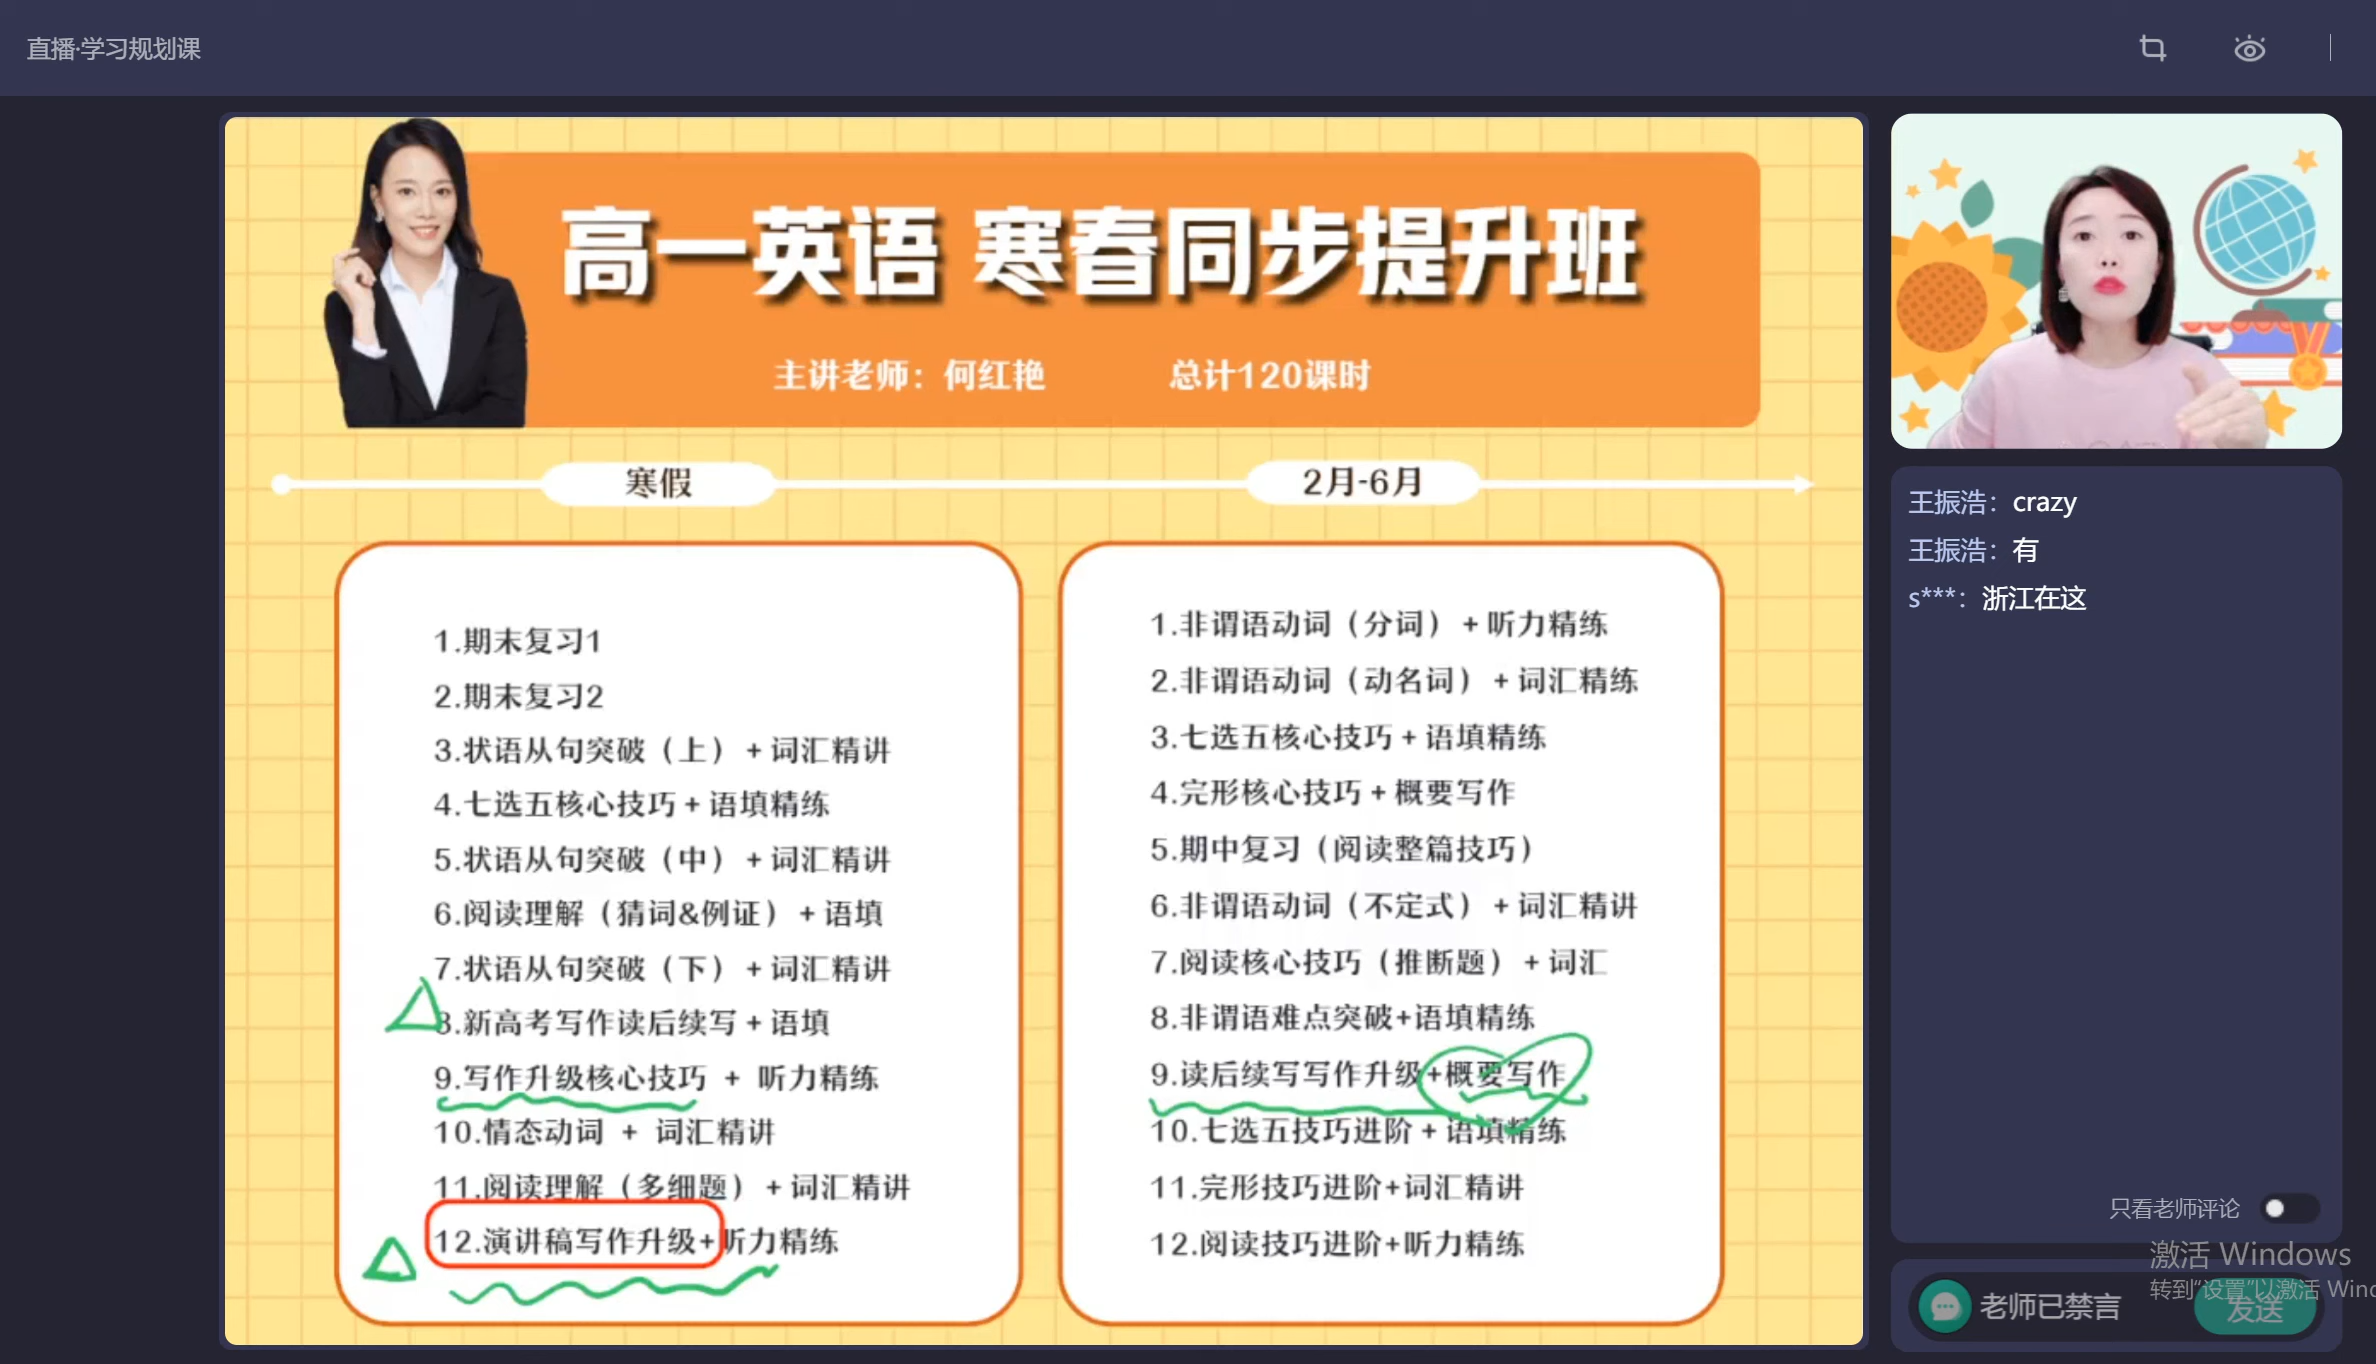 直播·学习规划课
高一英语 寒春同步提升班
主讲老师：何红艳 总计120课时
寒假
2月-6月
1.期末复习1
2.期末复习2
3.状语从句突破（上）+词汇精讲
4.七选五核心技巧+语填精练
5.状语从句突破（中）+词汇精讲
6.阅读理解（猜词&例证）+语填
7.状语从句突破（下）+词汇精讲
8.新高考写作读后续写+语填
9.写作升级核心技巧 + 听力精练
10.情态动词 + 词汇精讲
11.阅读理解（多细题）+词汇精讲
12.演讲稿写作升级+听力精练
1.非谓语动词（分词）+听力精练
2.非谓语动词（动名词）+词汇精练
3.七选五核心技巧+语填精练
4.完形核心技巧+概要写作
5.期中复习（阅读整篇技巧）
6.非谓语动词（不定式）+词汇精讲
7.阅读核心技巧（推断题）+词汇
8.非谓语难点突破+语填精练
9.读后续写写作升级+概要写作
10.七选五技巧进阶+语填精练
11.完形技巧进阶+词汇精讲
12.阅读技巧进阶+听力精练
王振浩：crazy
王振浩：有
s***：浙江在这
只看老师评论
激活 Windows
转到“设置”以激活 Winc
老师已禁言
发送